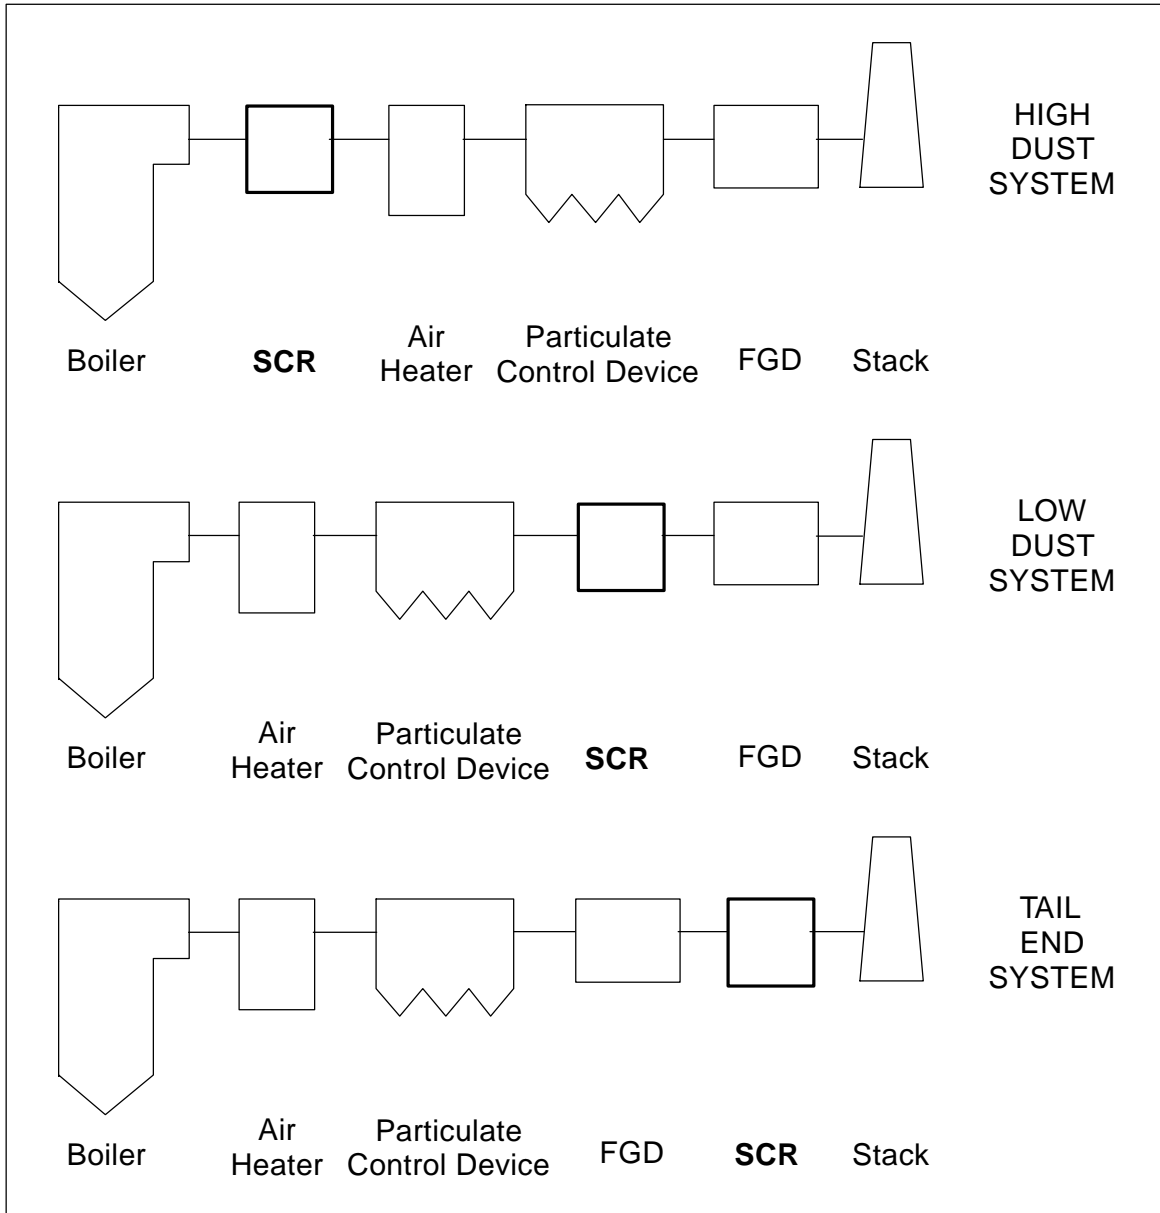 HIGH
DUST
SYSTEM
Boiler
SCR
Air
Heater
Particulate
Control Device
FGD
Stack
LOW
DUST
SYSTEM
Boiler
Air
Heater
Particulate
Control Device
SCR
FGD
Stack
TAIL
END
SYSTEM
Boiler
Air
Heater
Particulate
Control Device
FGD
SCR
Stack